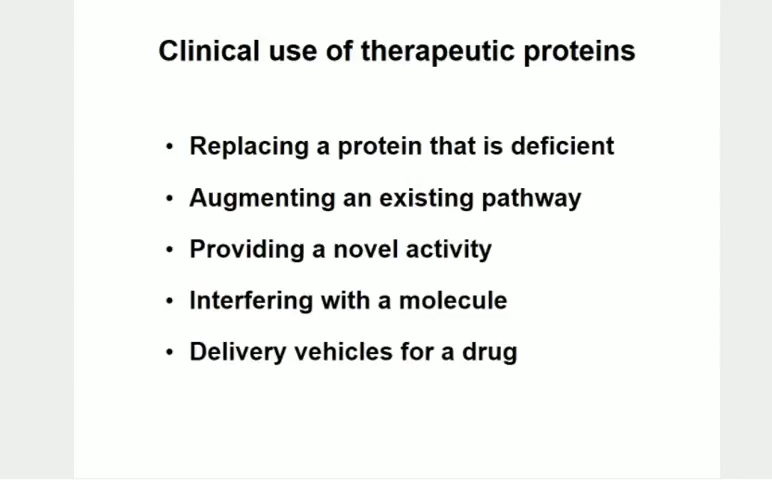 Clinical use of therapeutic proteins
• Replacing a protein that is deficient
• Augmenting an existing pathway
• Providing a novel activity
• Interfering with a molecule
• Delivery vehicles for a drug